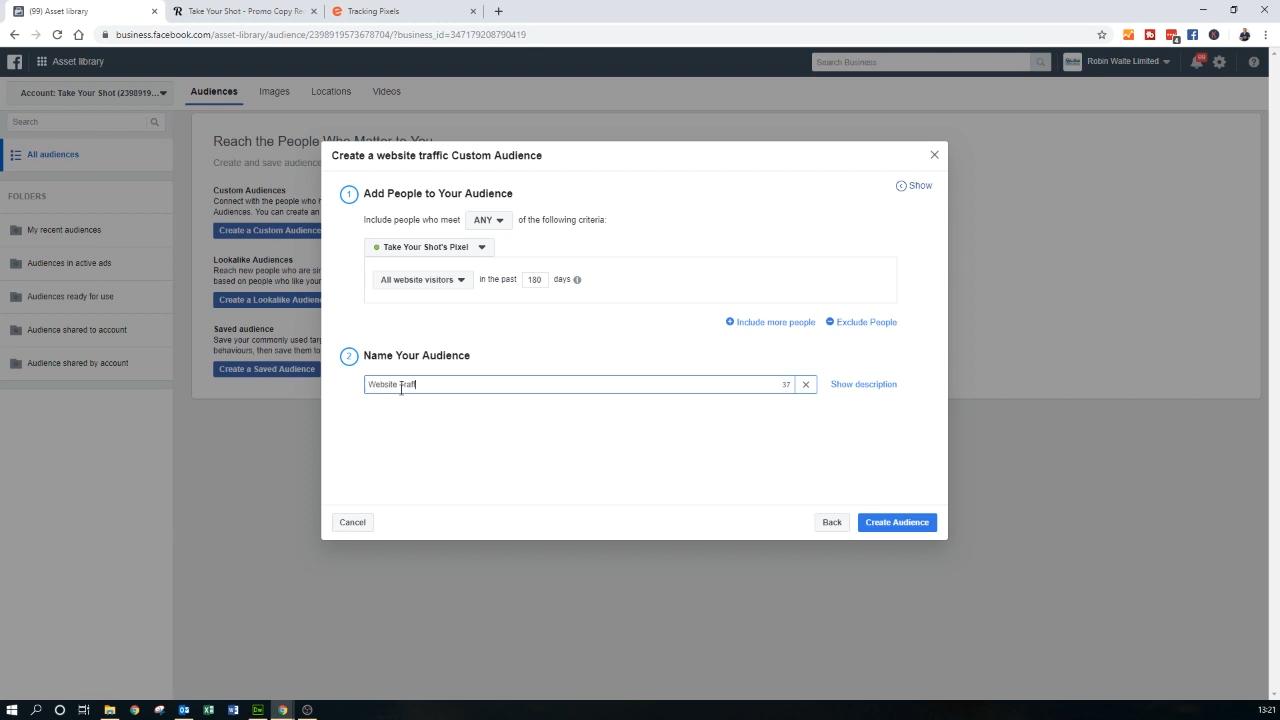 (99) Asset library
Take Your Shot - Promo Copy Re
Tracking Pixels
business.facebook.com/asset-library/audience/2398919573678704/?business_id=347179208790419
Asset library
Search Business
Robin Waite Limited
Account: Take Your Shot (2398919...
Audiences
Images
Locations
Videos
Search
All audiences
FOLDERS
My recent audiences
Audiences in active ads
Audiences ready for use
Audience shared to account
Audience shared by account
Reach the People Who Matter to You
Create and save audience
Custom Audiences
Connect with the people who h
Audiences. You can create an
Create a Custom Audience
Lookalike Audiences
Reach new people who are sim
based on people who like your
Create a Lookalike Audien
Saved audience
Save your commonly used targ
behaviours, then save them to
Create a Saved Audience
Create a website traffic Custom Audience
Show
1 Add People to Your Audience
Include people who meet ANY of the following criteria:
Take Your Shot's Pixel
All website visitors in the past 180 days
Include more people Exclude People
2 Name Your Audience
Website Traff 37 Show description
Cancel Back Create Audience
13:21